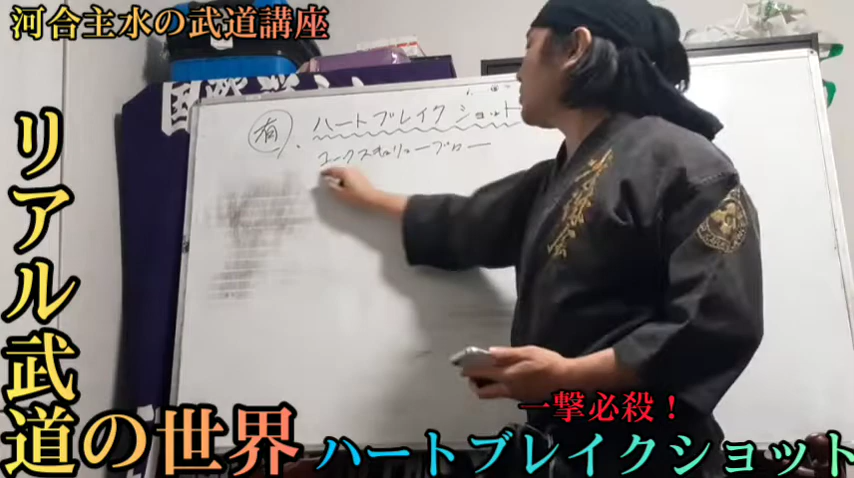 河合主水の武道講座
リアル武道の世界
有
ハートブレイクショット
コークスキュリューブロー
一撃必殺！
ハートブレイクショット